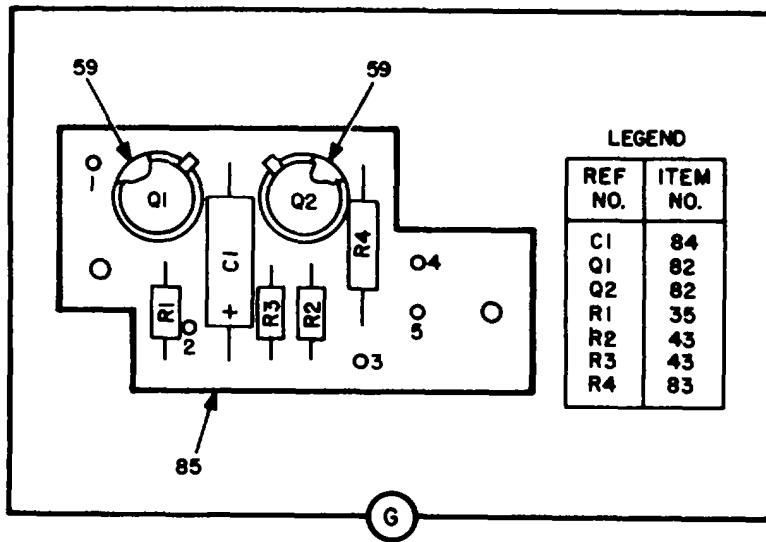 59 59
LEGEND
REF NO. ITEM NO.
C1 84
Q1 82
Q2 82
R1 35
R2 43
R3 43
R4 83
1
Q1
Q2
C1
+
R4
R1
2
R3
R2
4
5
3
85
G